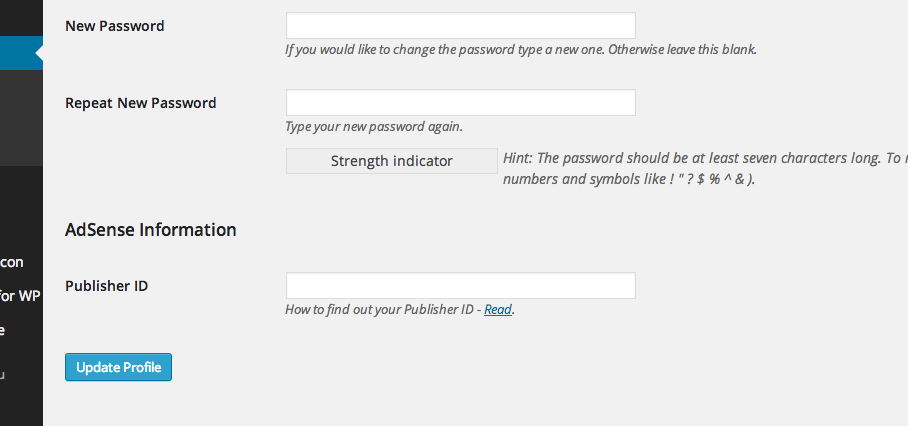 New Password
If you would like to change the password type a new one. Otherwise leave this blank.
Repeat New Password
Type your new password again.
Strength indicator
Hint: The password should be at least seven characters long. To
numbers and symbols like ! " ? $ % ^ & ).
AdSense Information
con
for WP
e
u
Publisher ID
How to find out your Publisher ID - Read.
Update Profile